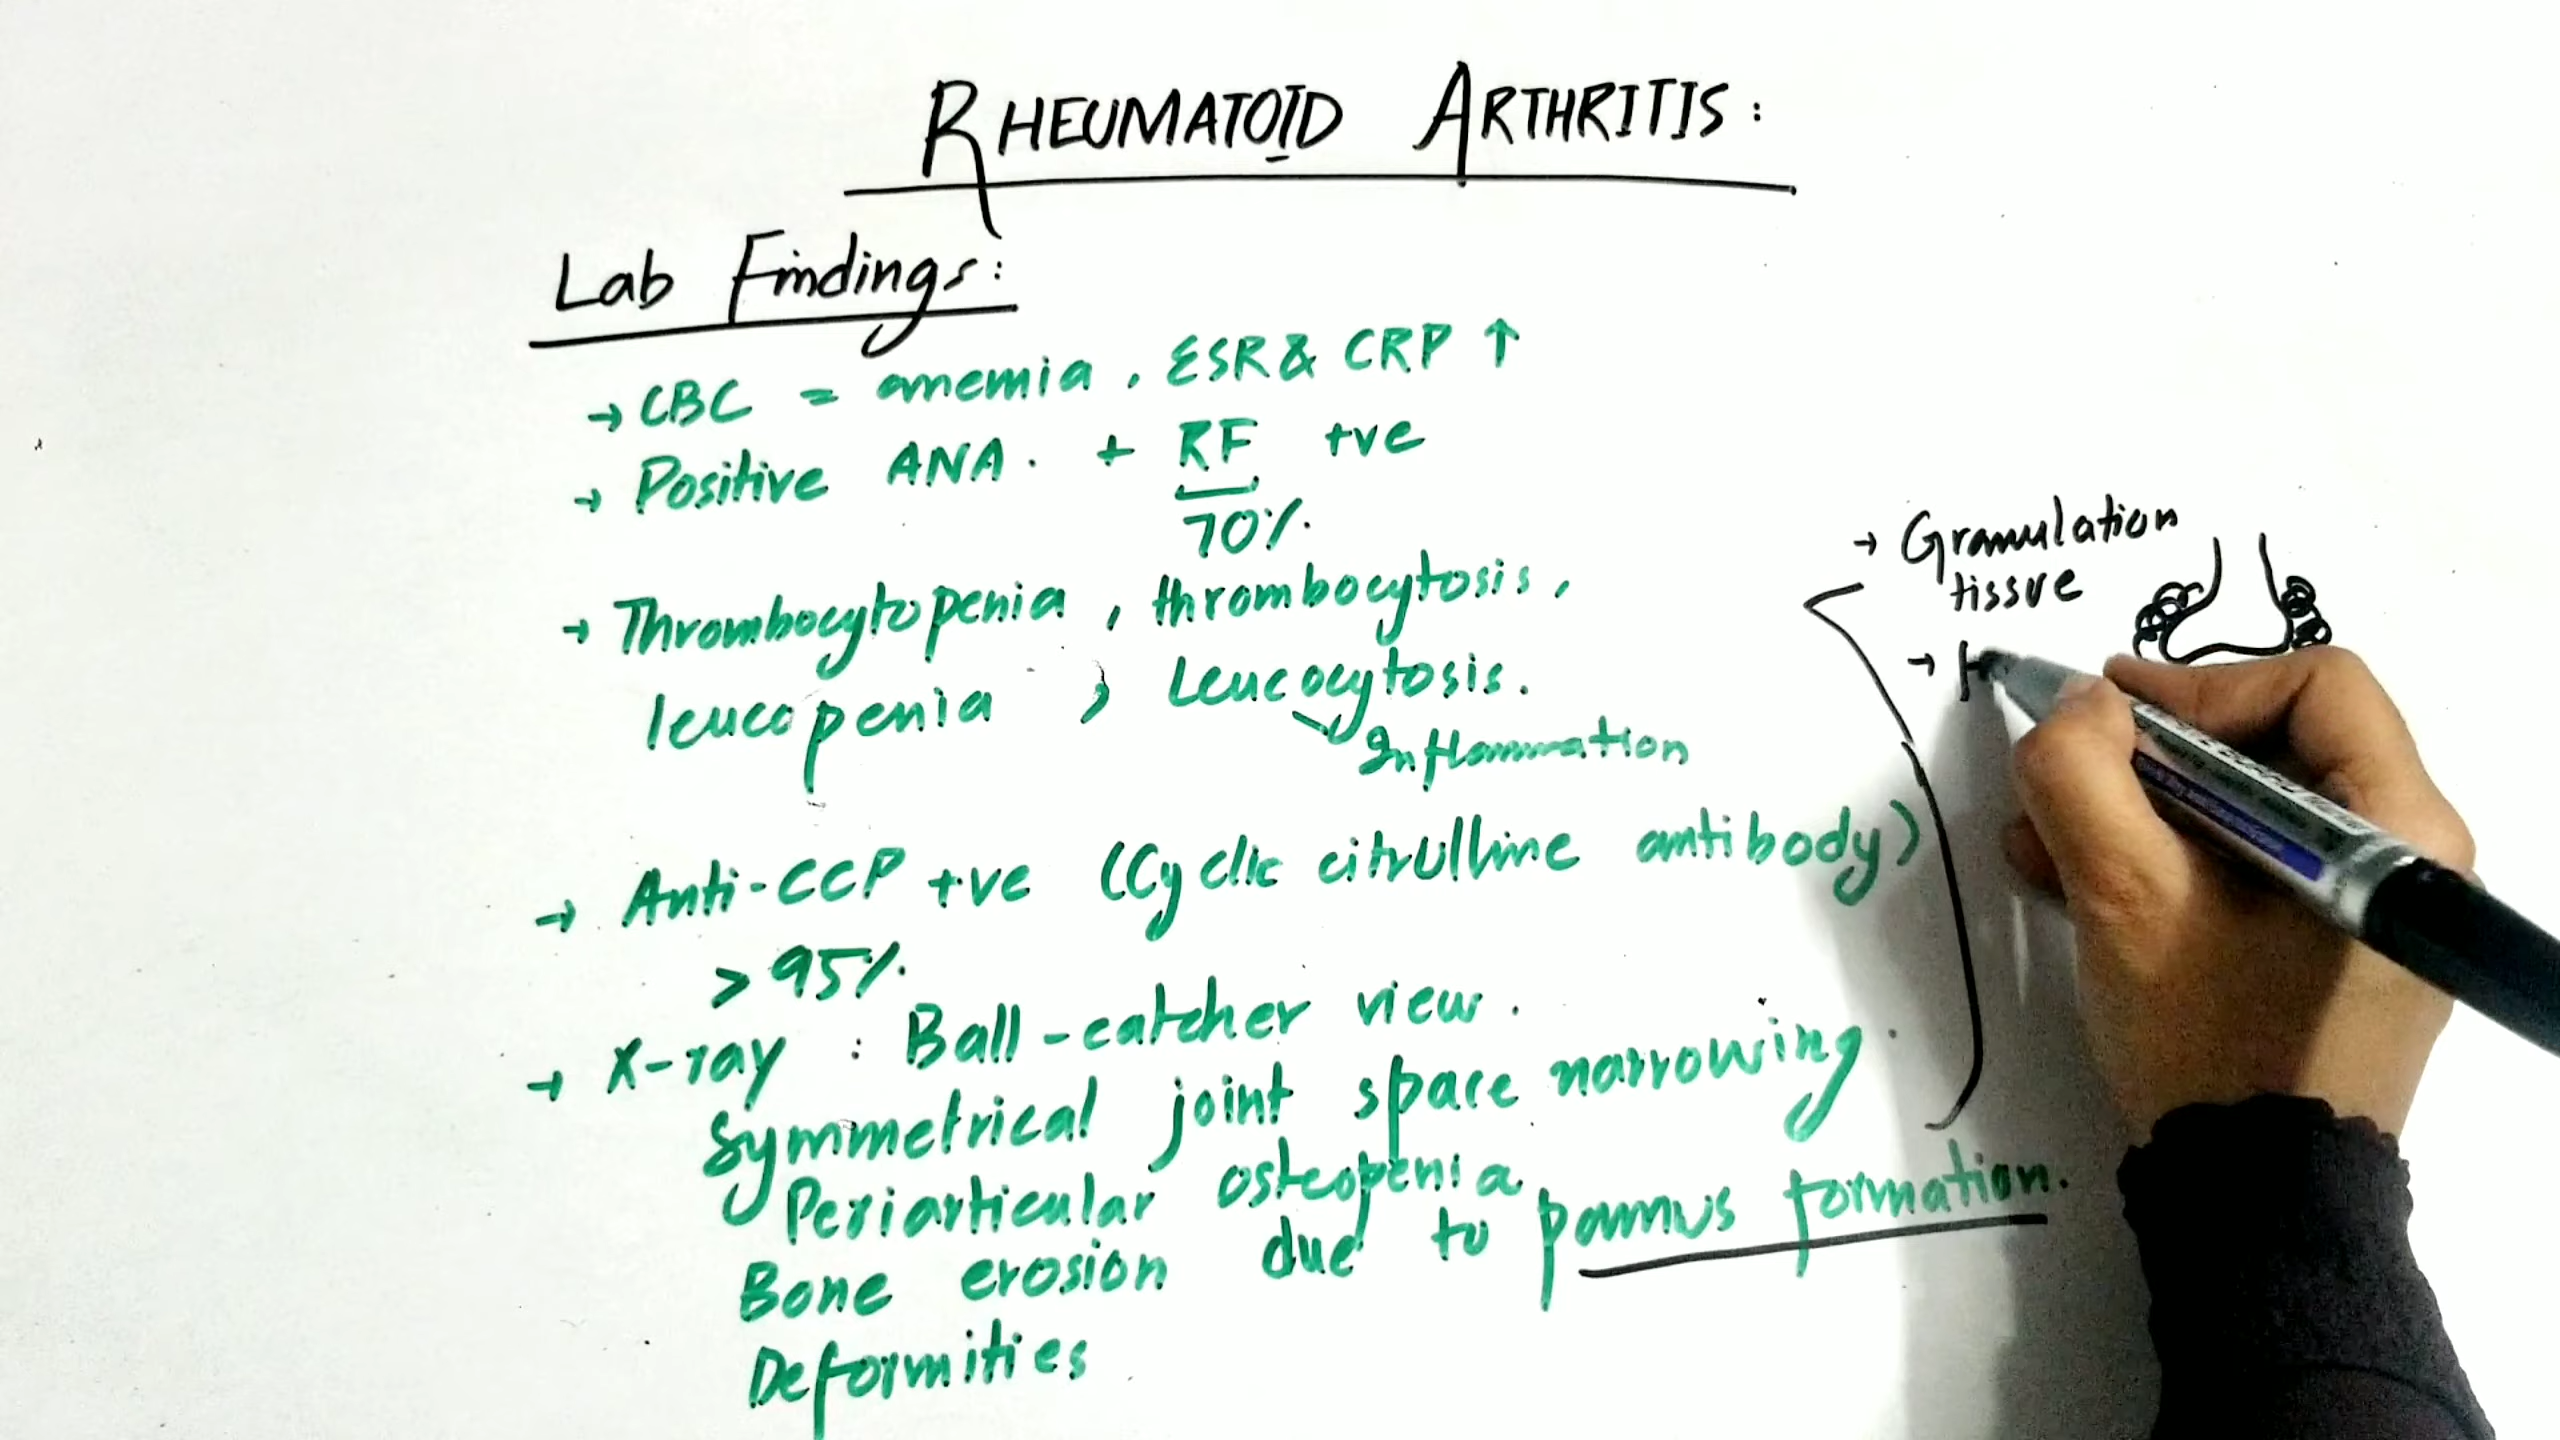 RHEUMATOID ARTHRITIS:
Lab Findings:
→ CBC = anemia, ESR & CRP ↑
→ Positive ANA. + RF +ve
70%.
→ Thrombocytopenia, thrombocytosis,
leucopenia, Leucocytosis.
Inflammation
→ Anti-CCP +ve (Cyclic citrulline antibody)
> 95%.
→ X-ray : Ball-catcher view.
Symmetrical joint space narrowing.
Periarticular osteopenia
Bone erosion due to pannus formation.
Deformities
→ Granulation
tissue
→